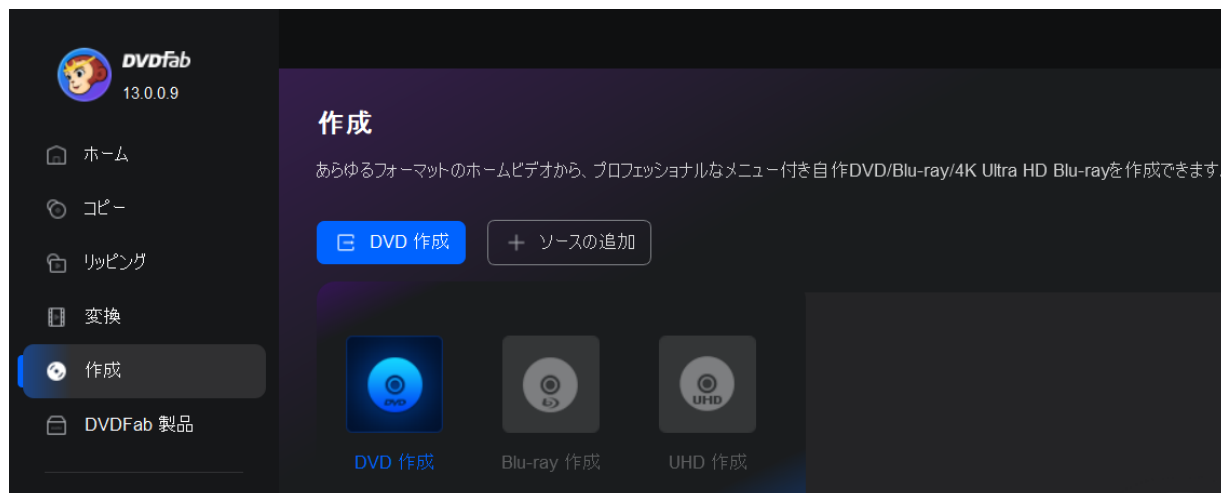 DVDFab
13.0.0.9
ホーム
コピー
リッピング
変換
作成
DVDFab 製品
作成
あらゆるフォーマットのホームビデオから、プロフェッショナルなメニュー付き自作DVD/Blu-ray/4K Ultra HD Blu-rayを作成できます。
DVD 作成
ソースの追加
DVD
UHD
DVD 作成
Blu-ray 作成
UHD 作成